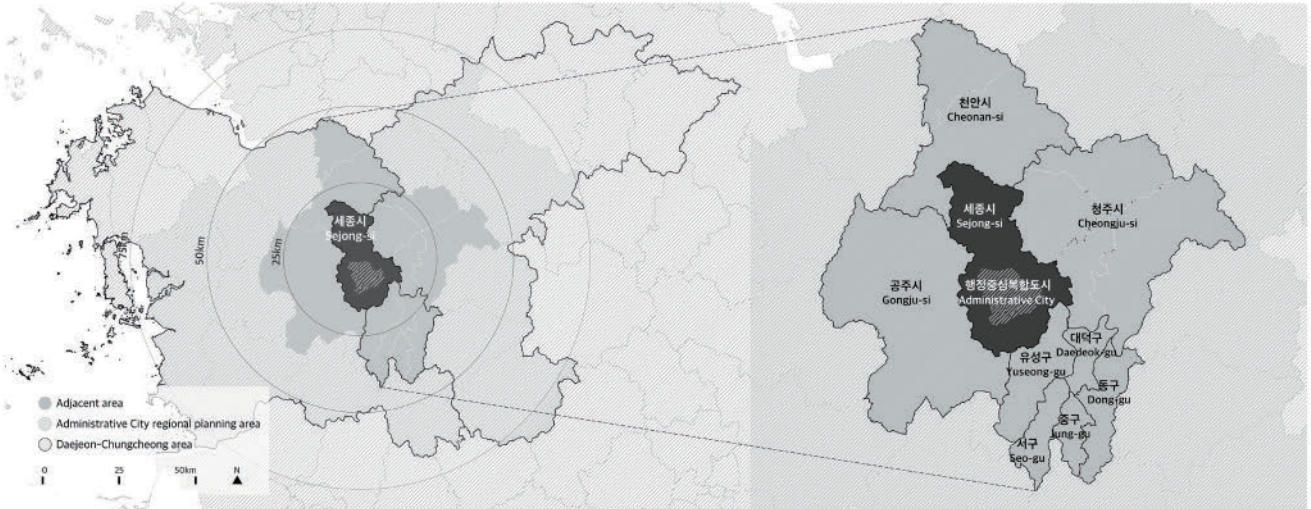 세종시
Sejong-si
75km
50km
25km
Adjacent area
Administrative City regional planning area
Daejeon-Chungcheong area
0
25
50km
N
천안시
Cheonan-si
세종시
Sejong-si
청주시
Cheongju-si
공주시
Gongju-si
행정중심복합도시
Administrative City
대덕구
Daedeok-gu
유성구
Yuseong-gu
동구
Dong-gu
중구
Jung-gu
서구
Seo-gu